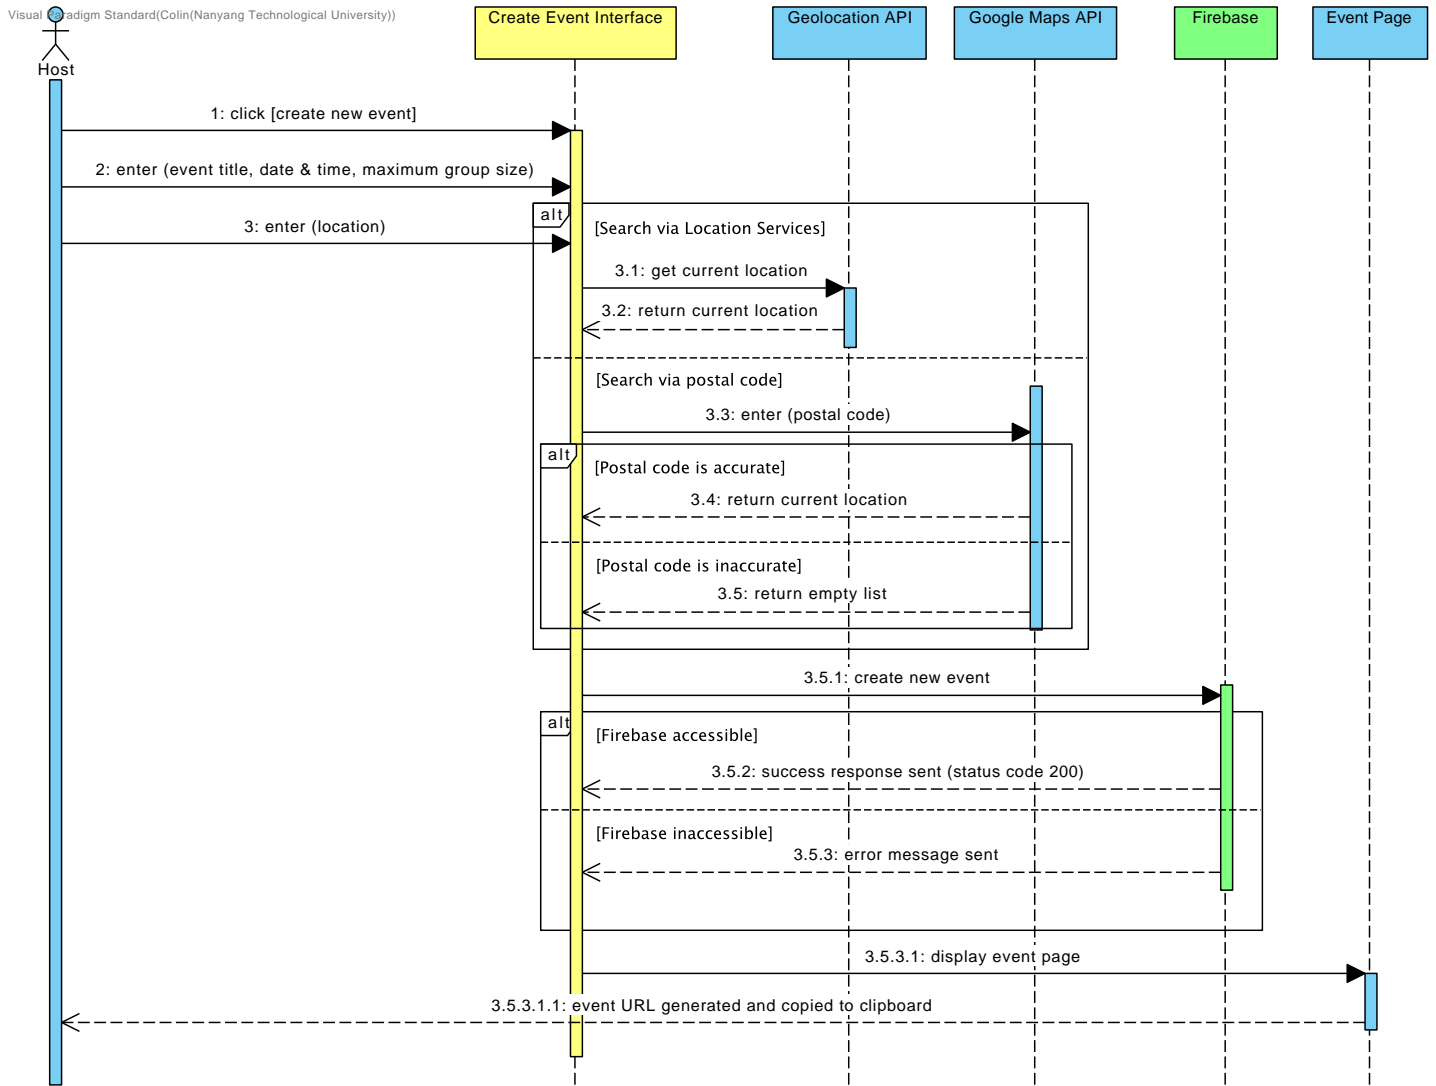 Visual Paradigm Standard(Colin(Nanyang Technological University))
Host
Create Event Interface
Geolocation API
Google Maps API
Firebase
Event Page
1: click [create new event]
2: enter (event title, date & time, maximum group size)
alt
3: enter (location)
[Search via Location Services]
3.1: get current location
3.2: return current location
[Search via postal code]
3.3: enter (postal code)
alt
[Postal code is accurate]
3.4: return current location
[Postal code is inaccurate]
3.5: return empty list
3.5.1: create new event
alt
[Firebase accessible]
3.5.2: success response sent (status code 200)
[Firebase inaccessible]
3.5.3: error message sent
3.5.3.1: display event page
3.5.3.1.1: event URL generated and copied to clipboard